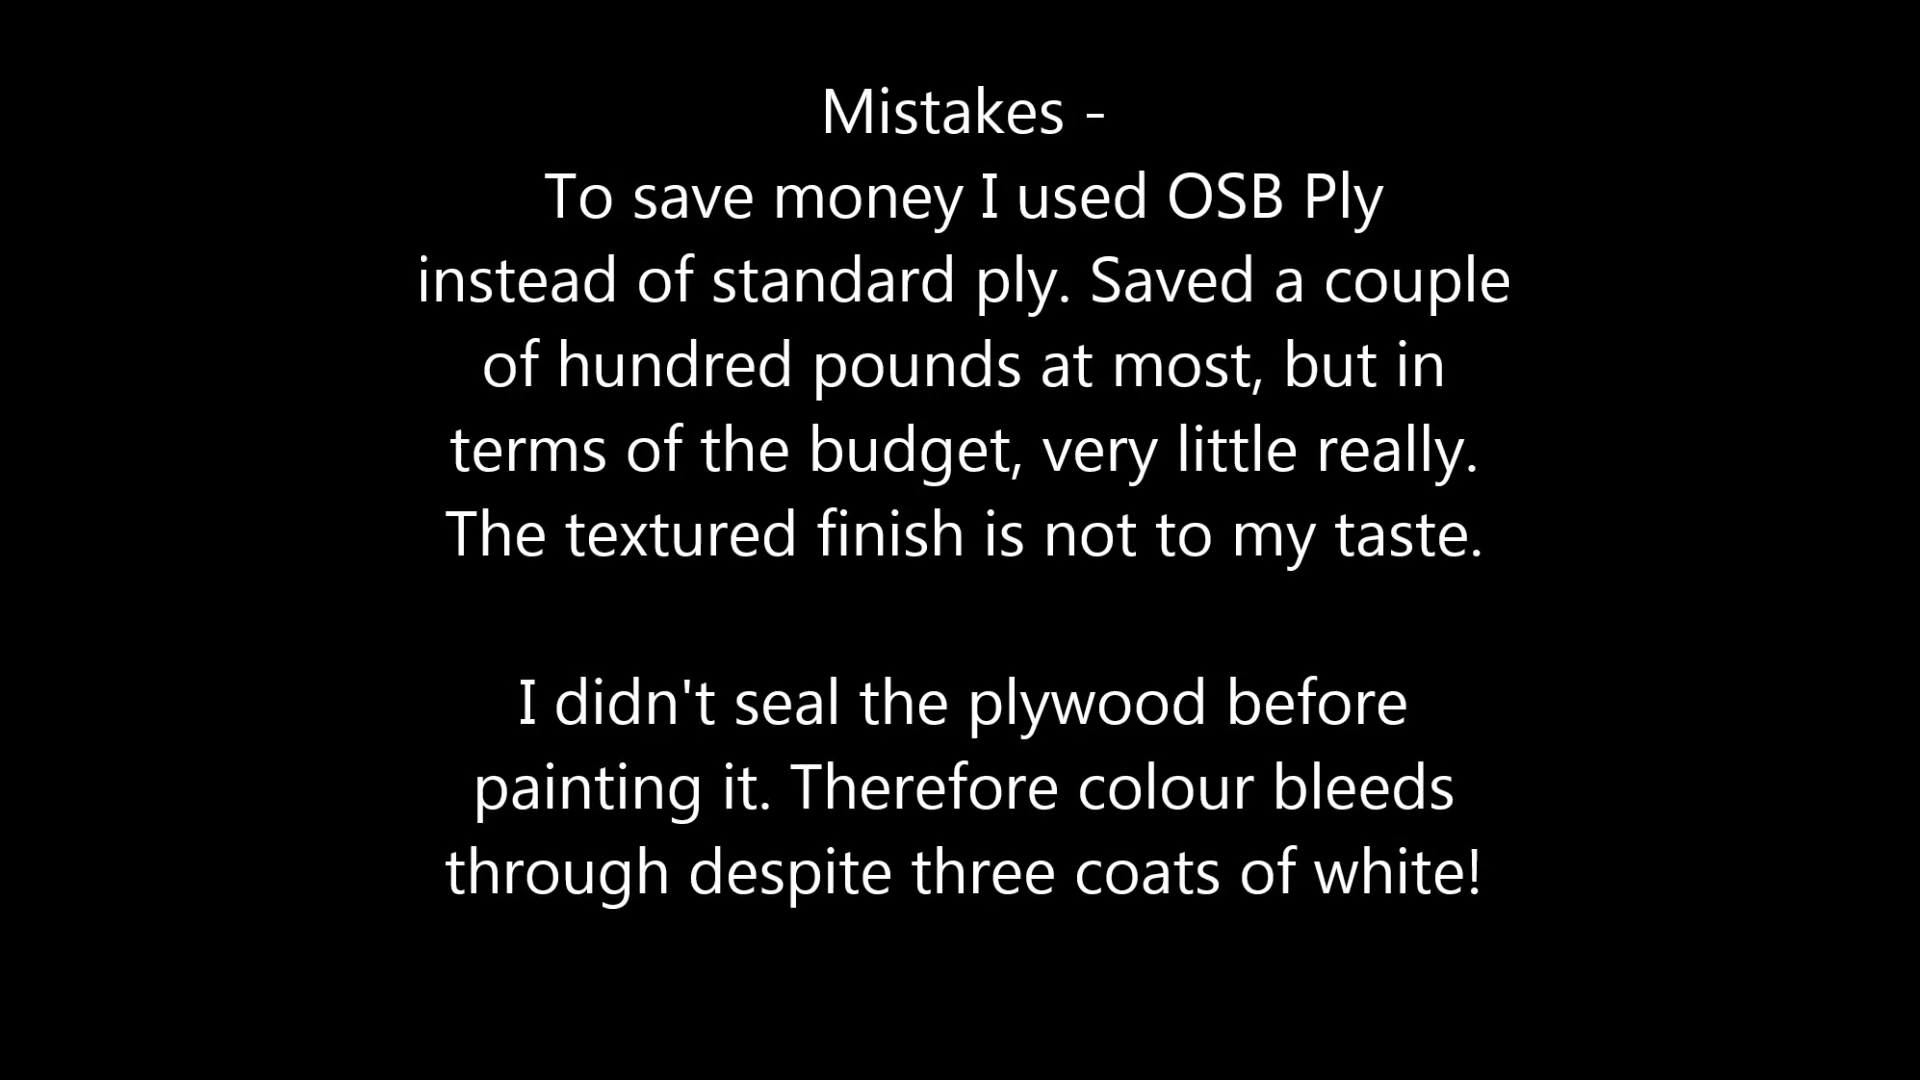 Mistakes -
To save money I used OSB Ply
instead of standard ply. Saved a couple
of hundred pounds at most, but in
terms of the budget, very little really.
The textured finish is not to my taste.
I didn't seal the plywood before
painting it. Therefore colour bleeds
through despite three coats of white!